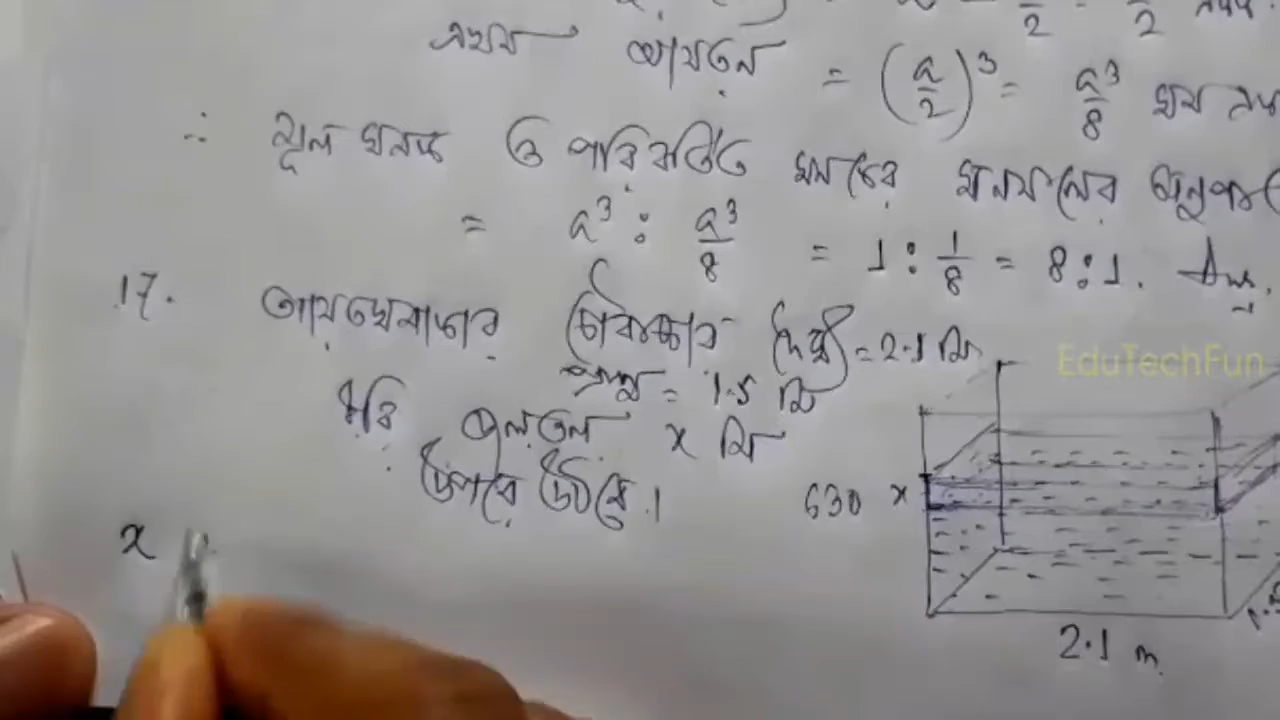 এখন আয়তন = (a/2)³ = a³/8 ঘন একক
∴ মূল ঘনক ও পরিবর্তিত ঘনকের ঘনফলের অনুপাত
= a³ : a³/8 = 1 : 1/8 = 8 : 1. Ans.
17. আয়তঘনাকার চৌবাচ্চার দৈর্ঘ্য = 2.1 মি
প্রস্থ = 1.5 মি
ধরি জলতল x মি
উপরে উঠবে।
630 x
x
2.1 m
EduTechFun